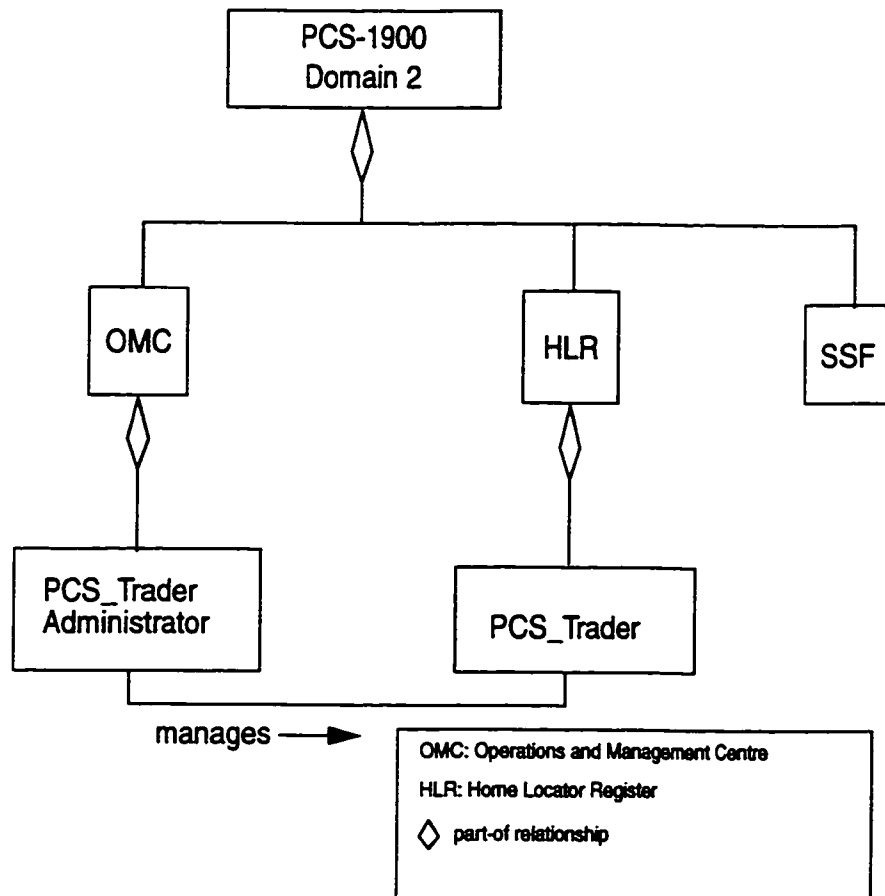 PCS-1900
Domain 2
OMC
HLR
SSF
PCS_Trader
Administrator
PCS_Trader
manages
OMC: Operations and Management Centre
HLR: Home Locator Register
part-of relationship